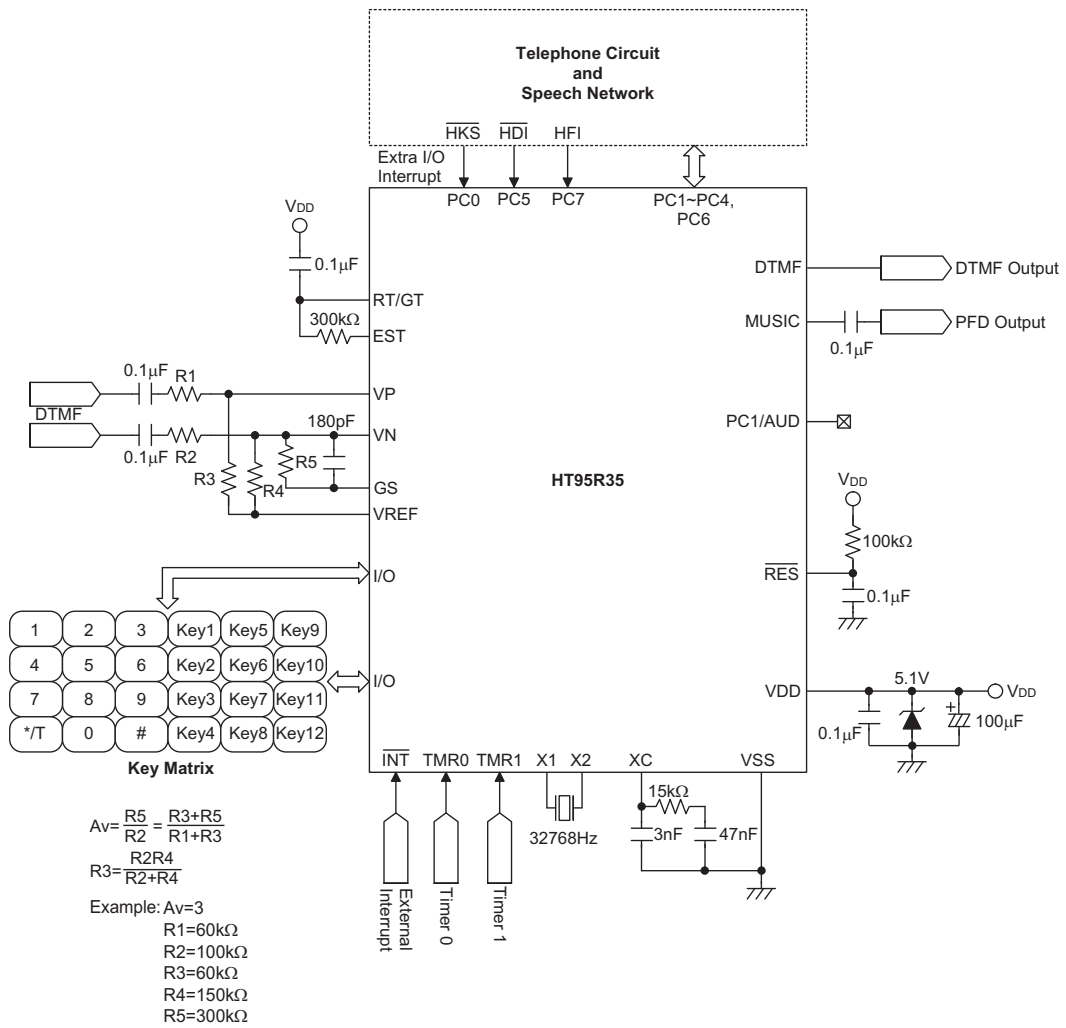 Telephone Circuit
and
Speech Network
HKS HDI HFI
Extra I/O
Interrupt
PC0 PC5 PC7 PC1~PC4,
PC6
VDD
0.1μF
RT/GT
300kΩ
EST
DTMF
DTMF Output
MUSIC
PFD Output
0.1μF
0.1μF R1
VP
DTMF
180pF
VN
0.1μF R2
R3 R4 R5
GS
VREF
PC1/AUD
HT95R35
VDD
100kΩ
RES
0.1μF
I/O
1 2 3 Key1 Key5 Key9
4 5 6 Key2 Key6 Key10
7 8 9 Key3 Key7 Key11
*/T 0 # Key4 Key8 Key12
Key Matrix
I/O
VDD
5.1V
VDD
0.1μF
100μF
INT TMR0 TMR1 X1 X2 XC VSS
32768Hz
15kΩ
3nF
47nF
External
Interrupt
Timer 0
Timer 1
Av=R5/R2=R3+R5/R1+R3
R3=R2R4/R2+R4
Example: Av=3
R1=60kΩ
R2=100kΩ
R3=60kΩ
R4=150kΩ
R5=300kΩ